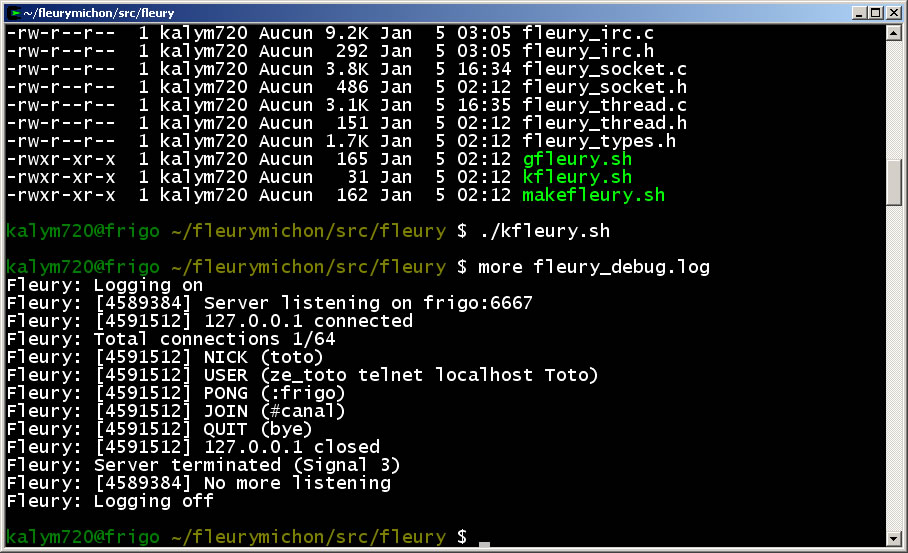 ~/fleurymichon/src/fleury
-rw-r--r--  1 kalym720 Aucun 9.2K Jan  5 03:05 fleury_irc.c
-rw-r--r--  1 kalym720 Aucun  292 Jan  5 03:05 fleury_irc.h
-rw-r--r--  1 kalym720 Aucun 3.8K Jan  5 16:34 fleury_socket.c
-rw-r--r--  1 kalym720 Aucun  486 Jan  5 02:12 fleury_socket.h
-rw-r--r--  1 kalym720 Aucun 3.1K Jan  5 16:35 fleury_thread.c
-rw-r--r--  1 kalym720 Aucun  151 Jan  5 02:12 fleury_thread.h
-rw-r--r--  1 kalym720 Aucun 1.7K Jan  5 02:12 fleury_types.h
-rwxr-xr-x  1 kalym720 Aucun  165 Jan  5 02:12 gfleury.sh
-rwxr-xr-x  1 kalym720 Aucun   31 Jan  5 02:12 kfleury.sh
-rwxr-xr-x  1 kalym720 Aucun  162 Jan  5 02:12 makefleury.sh
kalym720@frigo ~/fleurymichon/src/fleury $ ./kfleury.sh
kalym720@frigo ~/fleurymichon/src/fleury $ more fleury_debug.log
Fleury: Logging on
Fleury: [4589384] Server listening on frigo:6667
Fleury: [4591512] 127.0.0.1 connected
Fleury: Total connections 1/64
Fleury: [4591512] NICK (toto)
Fleury: [4591512] USER (ze_toto telnet localhost Toto)
Fleury: [4591512] PONG (:frigo)
Fleury: [4591512] JOIN (#canal)
Fleury: [4591512] QUIT (bye)
Fleury: [4591512] 127.0.0.1 closed
Fleury: Server terminated (Signal 3)
Fleury: [4589384] No more listening
Fleury: Logging off
kalym720@frigo ~/fleurymichon/src/fleury $